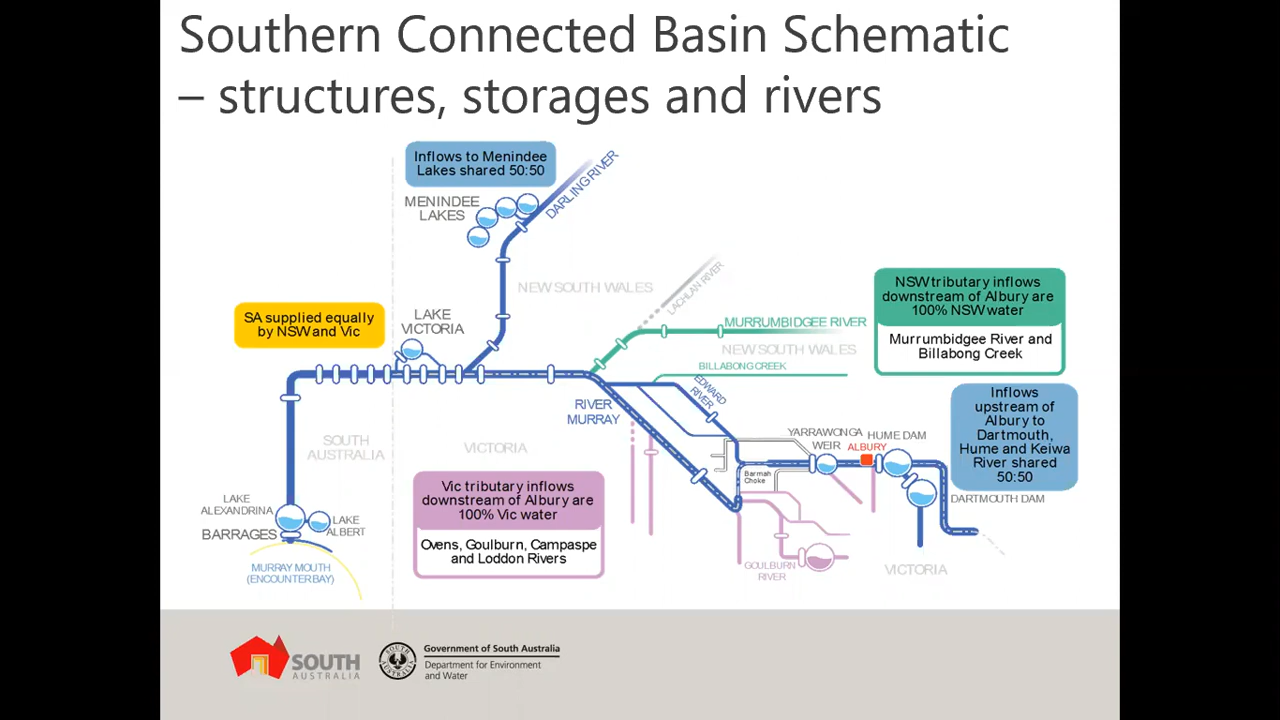 Southern Connected Basin Schematic
– structures, storages and rivers
Inflows to Menindee
Lakes shared 50:50
MENINDEE
LAKES
DARLING RIVER
NEW SOUTH WALES
LACHLAN RIVER
SA supplied equally
by NSW and Vic
LAKE
VICTORIA
MURRUMBIDGEE RIVER
NEW SOUTH WALES
BILLABONG CREEK
NSW tributary inflows
downstream of Albury are
100% NSW water
Murrumbidgee River and
Billabong Creek
EDWARD
RIVER
RIVER
MURRAY
Inflows
upstream of
Albury to
Dartmouth,
Hume and Keiwa
River shared
50:50
SOUTH
AUSTRALIA
VICTORIA
YARRAWONGA
WEIR
HUME DAM
ALBURY
Barmah
Choke
DARTMOUTH DAM
Vic tributary inflows
downstream of Albury are
100% Vic water
Ovens, Goulburn, Campaspe
and Loddon Rivers
LAKE
ALEXANDRINA
LAKE
ALBERT
BARRAGES
MURRAY MOUTH
(ENCOUNTER BAY)
GOULBURN
RIVER
VICTORIA
SOUTH
AUSTRALIA
SOUTH AUSTRALIA
Government of South Australia
Department for Environment
and Water